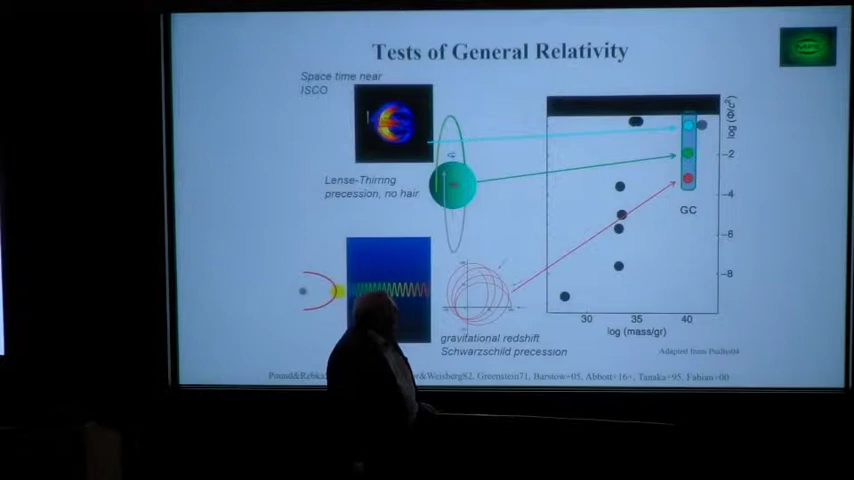 Tests of General Relativity
MPE
Space time near
ISCO
Lense-Thirring
precession, no hair
log (Φ/c²)
-2
-4
-6
-8
GC
30
35
40
log (mass/gr)
gravitational redshift
Schwarzschild precession
Adapted from Psaltis04
Pound&Rebka
&Weisberg82, Greenstein71, Barstow+05, Abbott+16+, Tanaka+95, Fabian+00